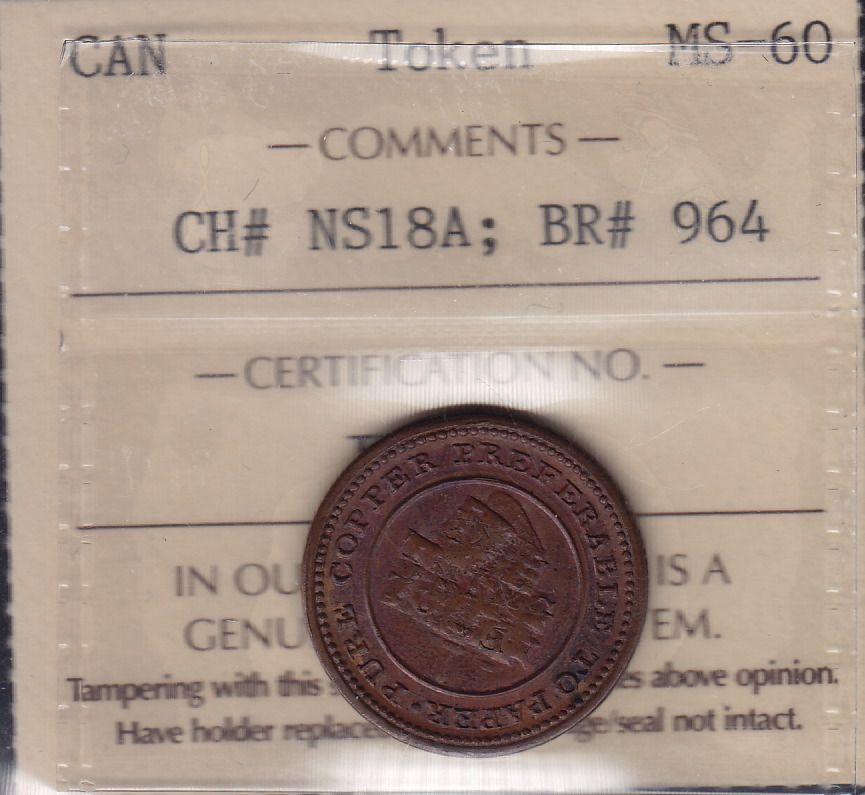 CAN Token MS-60
— COMMENTS —
CH# NS18A; BR# 964
— CERTIFICATION NO. —
PURE COPPER PREFERABLE TO PAPER
IN OU IS A
GENU EM.
Tampering with this s es above opinion.
Have holder replace ge/seal not intact.